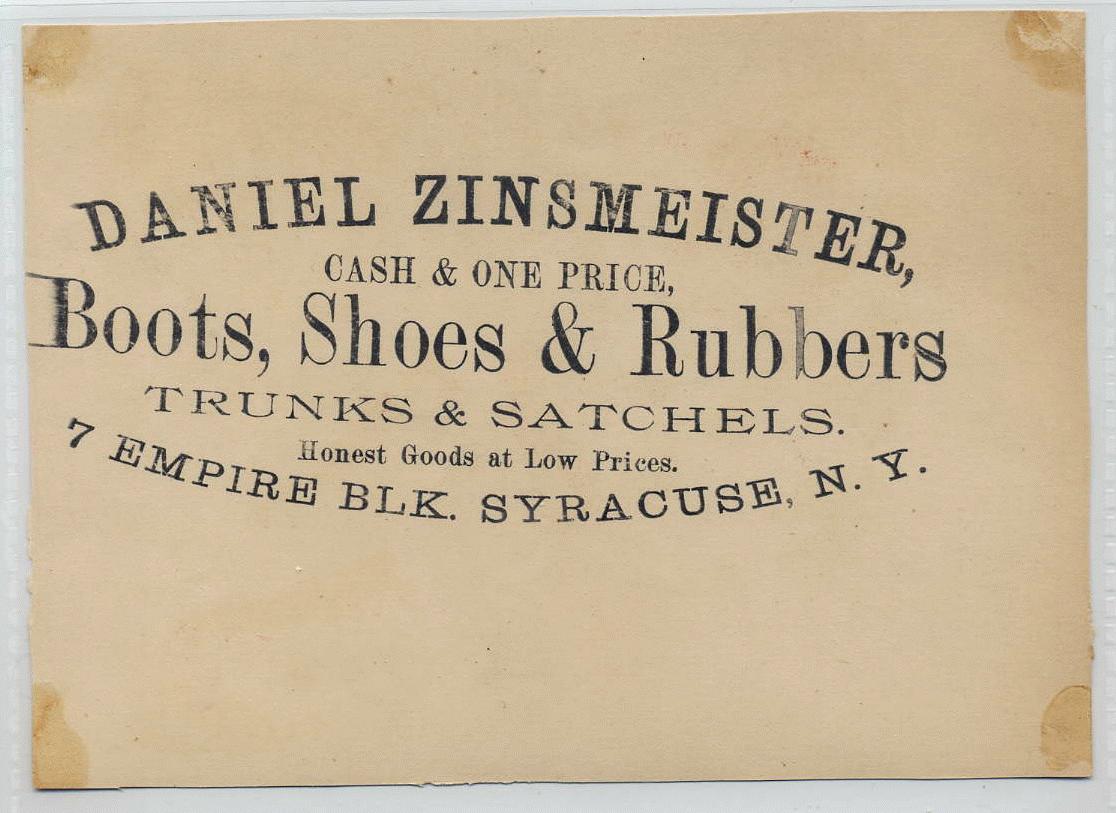 DANIEL ZINSMEISTER,
CASH & ONE PRICE,
Boots, Shoes & Rubbers
TRUNKS & SATCHELS.
Honest Goods at Low Prices.
7 EMPIRE BLK. SYRACUSE, N. Y.